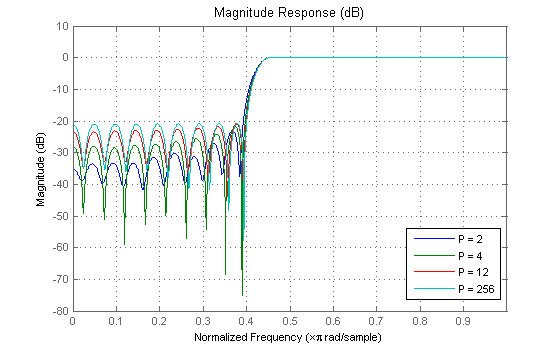 Magnitude Response (dB)
10
0
-10
-20
-30
-40
-50
-60
-70
-80
Magnitude (dB)
0
0.1
0.2
0.3
0.4
0.5
0.6
0.7
0.8
0.9
Normalized Frequency (×π rad/sample)
P = 2
P = 4
P = 12
P = 256